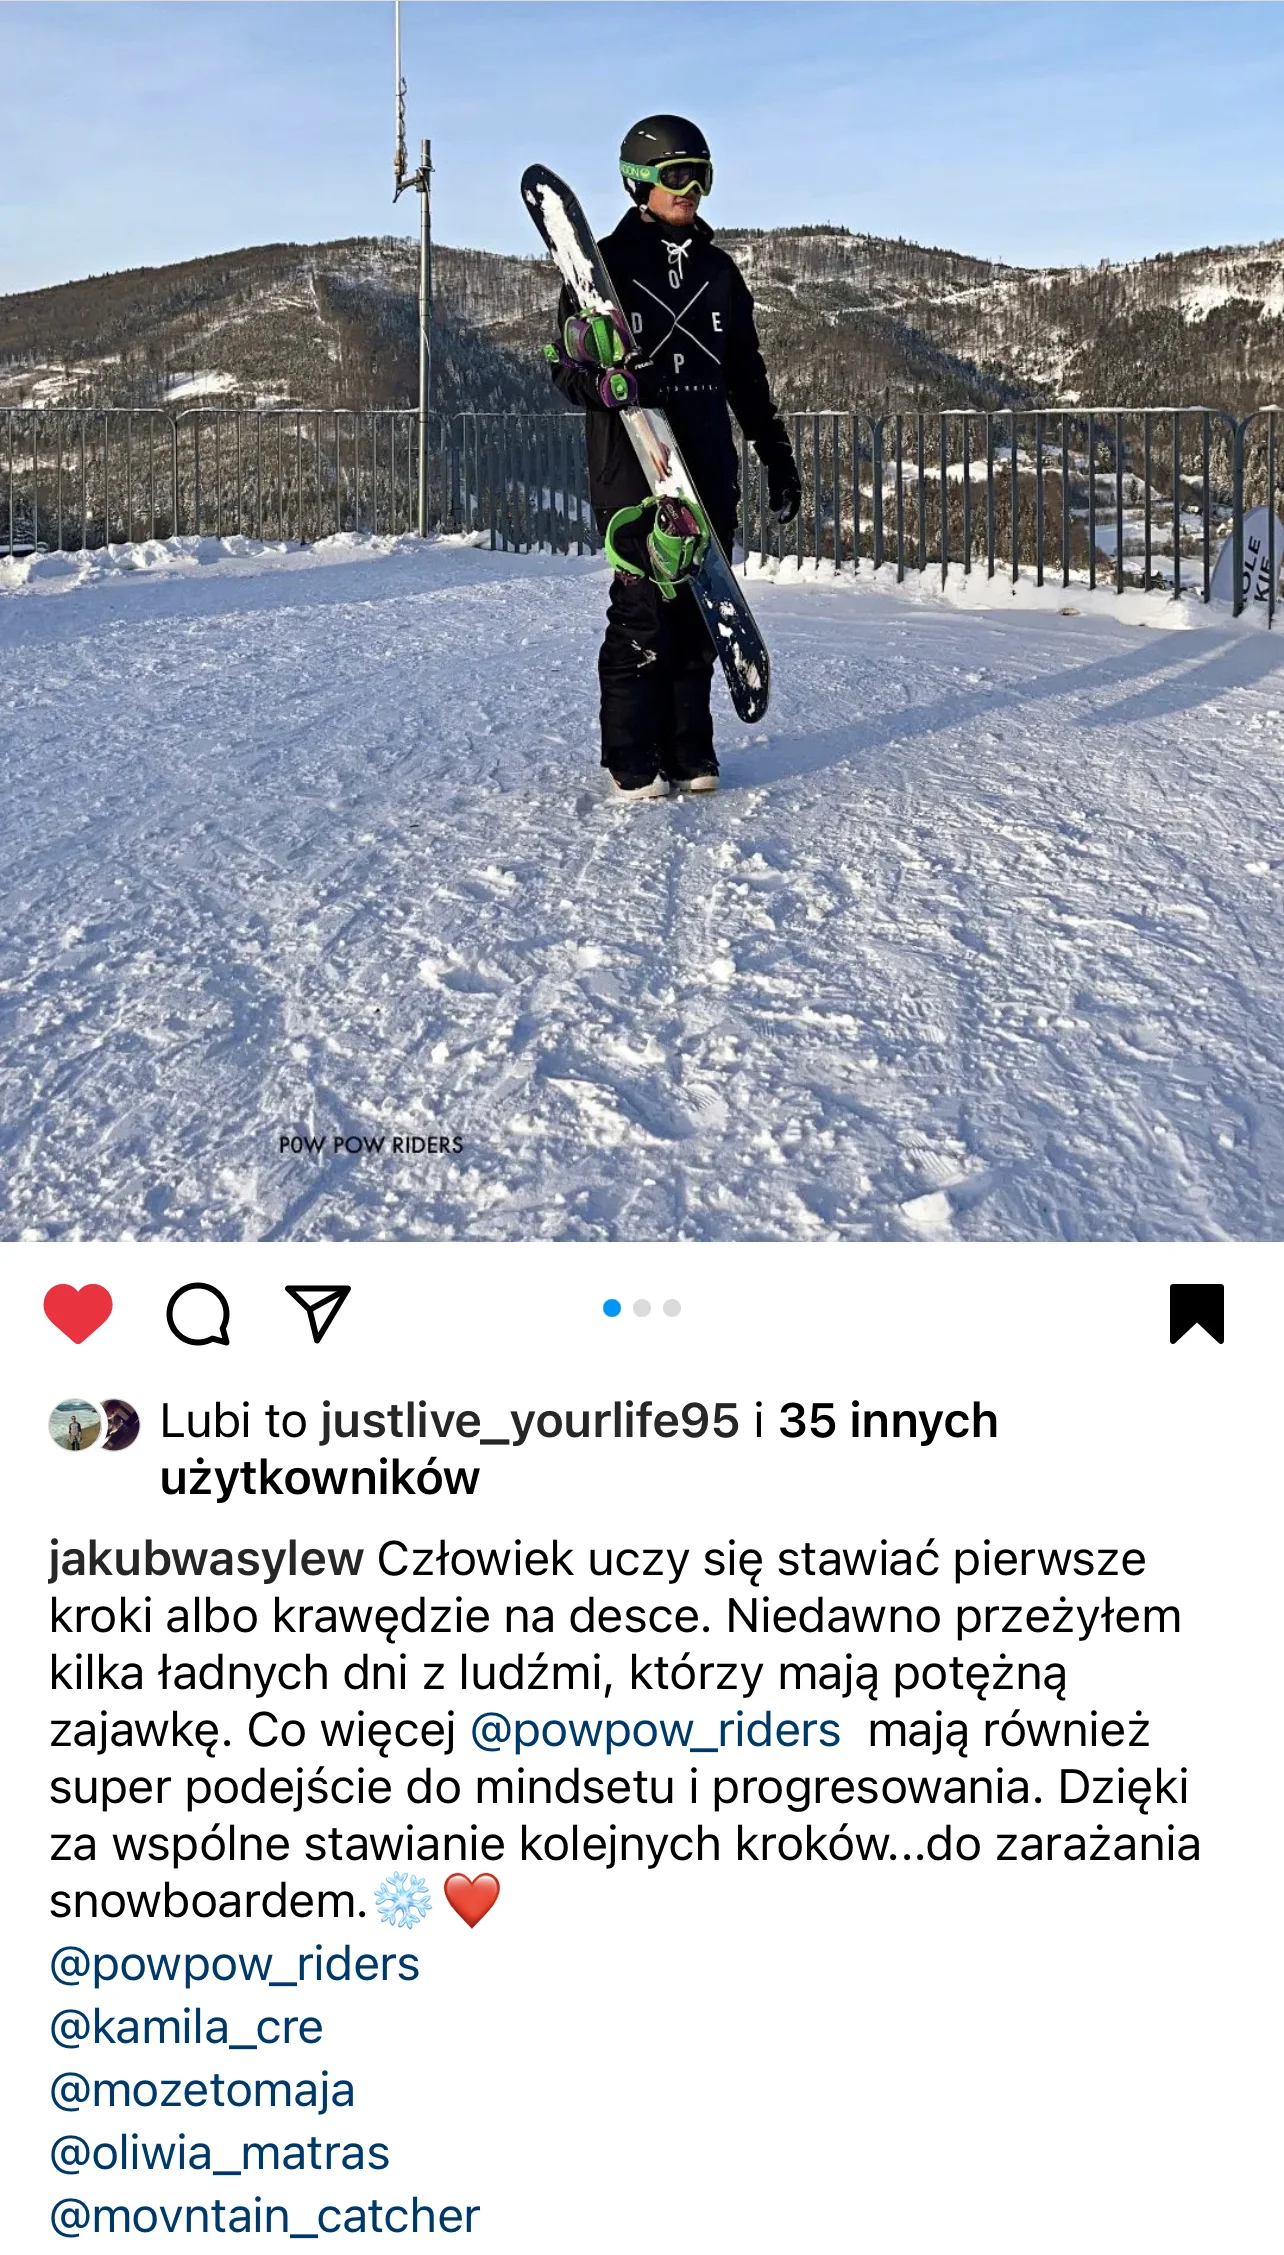 D O E P
POW POW RIDERS
Lubi to justlive_yourlife95 i 35 innych
użytkowników
jakubwasylew Człowiek uczy się stawiać pierwsze
kroki albo krawędzie na desce. Niedawno przeżyłem
kilka ładnych dni z ludźmi, którzy mają potężną
zajawkę. Co więcej @powpow_riders mają również
super podejście do mindsetu i progresowania. Dzięki
za wspólne stawianie kolejnych kroków...do zarażania
snowboardem.❄️❤️
@powpow_riders
@kamila_cre
@mozetomaja
@oliwia_matras
@movntain_catcher